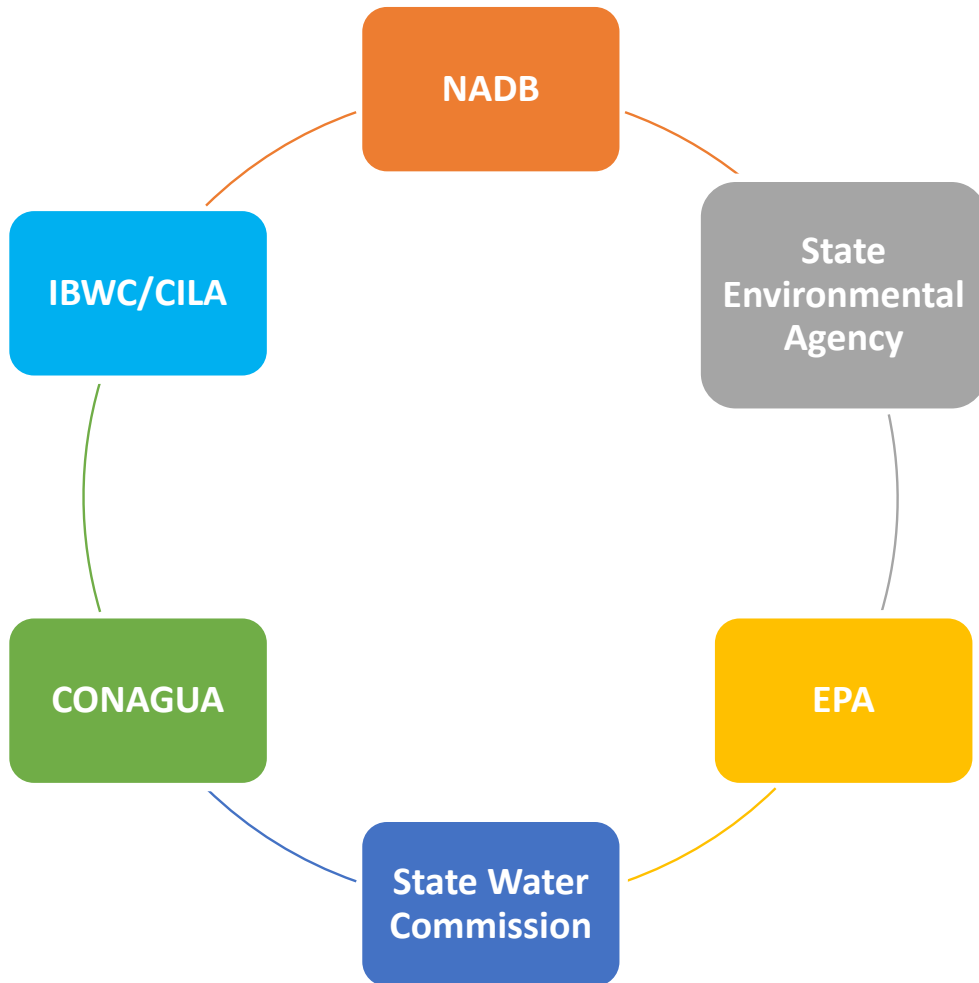 NADB
State
Environmental
Agency
IBWC/CILA
CONAGUA
EPA
State Water
Commission